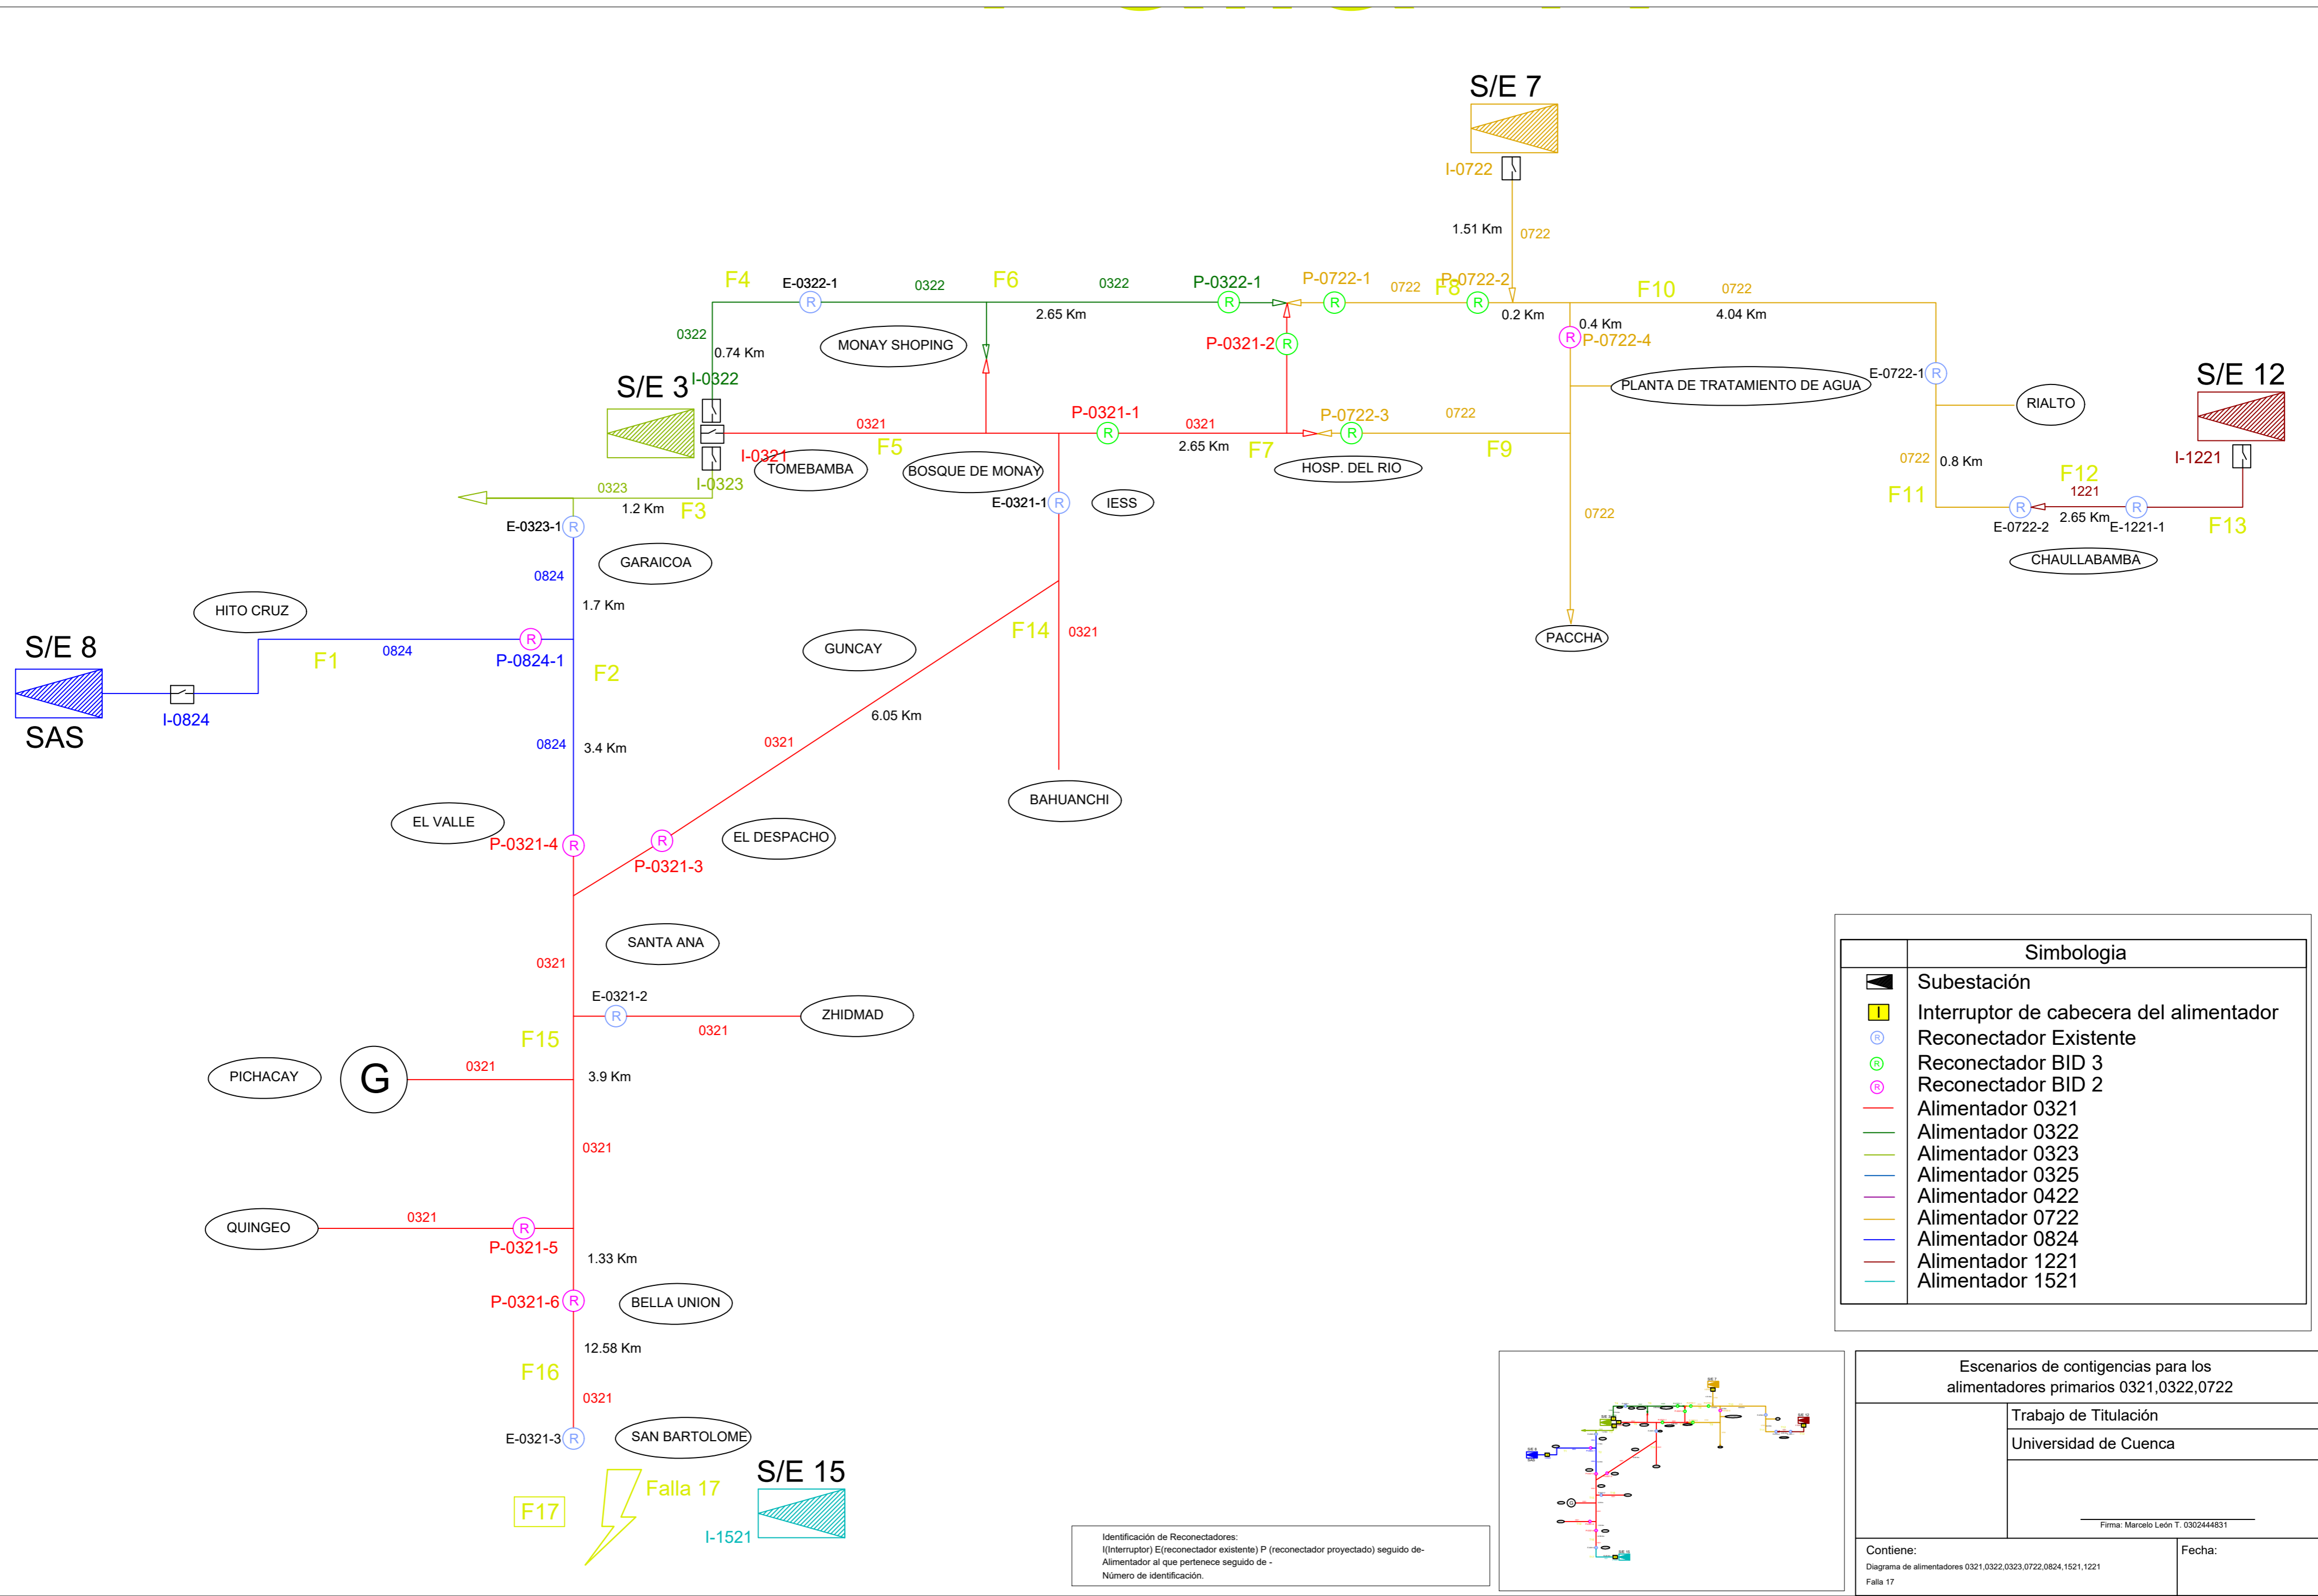 S/E 7
I-0722
1.51 Km
0722
F4
E-0322-1
0322
F6
0322
P-0322-1
P-0722-1
0722
F8
P-0722-2
F10
0722
2.65 Km
0.2 Km
0.4 Km
4.04 Km
0322
0.74 Km
MONAY SHOPING
P-0321-2
R
P-0722-4
S/E 3
I-0322
PLANTA DE TRATAMIENTO DE AGUA
E-0722-1
R
RIALTO
S/E 12
0321
F5
P-0321-1
0321
2.65 Km
F7
P-0722-3
0722
F9
I-0321
TOMEBAMBA
BOSQUE DE MONAY
HOSP. DEL RIO
0722
0.8 Km
I-1221
I-0323
0323
1.2 Km
F3
E-0321-1
R
IESS
F11
F12
1221
2.65 Km
E-0722-2
E-1221-1
F13
0722
E-0323-1
R
GARAICOA
CHAULLABAMBA
0824
1.7 Km
HITO CRUZ
S/E 8
F1
0824
R
P-0824-1
F2
GUNCAY
F14
0321
PACCHA
I-0824
SAS
0824
3.4 Km
6.05 Km
0321
BAHUANCHI
EL VALLE
P-0321-4
R
R
P-0321-3
EL DESPACHO
SANTA ANA
0321
E-0321-2
R
0321
ZHIDMAD
F15
PICHACAY
G
0321
3.9 Km
0321
QUINGEO
0321
R
P-0321-5
1.33 Km
P-0321-6
R
BELLA UNION
12.58 Km
F16
0321
E-0321-3
R
SAN BARTOLOME
F17
Falla 17
S/E 15
I-1521
Simbologia
Subestación
I
Interruptor de cabecera del alimentador
R
Reconectador Existente
R
Reconectador BID 3
R
Reconectador BID 2
Alimentador 0321
Alimentador 0322
Alimentador 0323
Alimentador 0325
Alimentador 0422
Alimentador 0722
Alimentador 0824
Alimentador 1221
Alimentador 1521
Identificación de Reconectadores:
I(Interruptor) E(reconectador existente) P (reconectador proyectado) seguido de-
Alimentador al que pertenece seguido de -
Número de identificación.
Escenarios de contigencias para los
alimentadores primarios 0321,0322,0722
Trabajo de Titulación
Universidad de Cuenca
Firma: Marcelo León T. 0302444831
Contiene:
Fecha:
Diagrama de alimentadores 0321,0322,0323,0722,0824,1521,1221
Falla 17